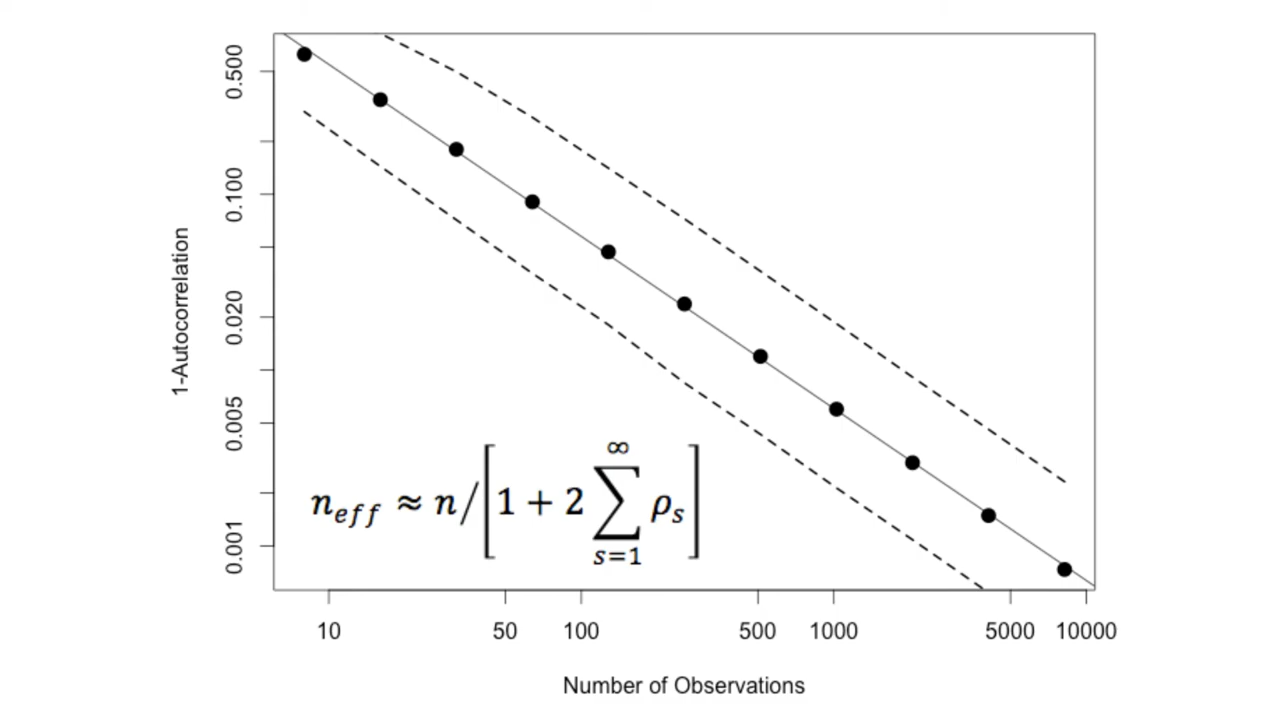 0.500
0.100
0.020
0.005
0.001
1-Autocorrelation
n_eff ≈ n/[1 + 2 ∑_{s=1}^{∞} ρ_s]
10 50 100 500 1000 5000 10000
Number of Observations